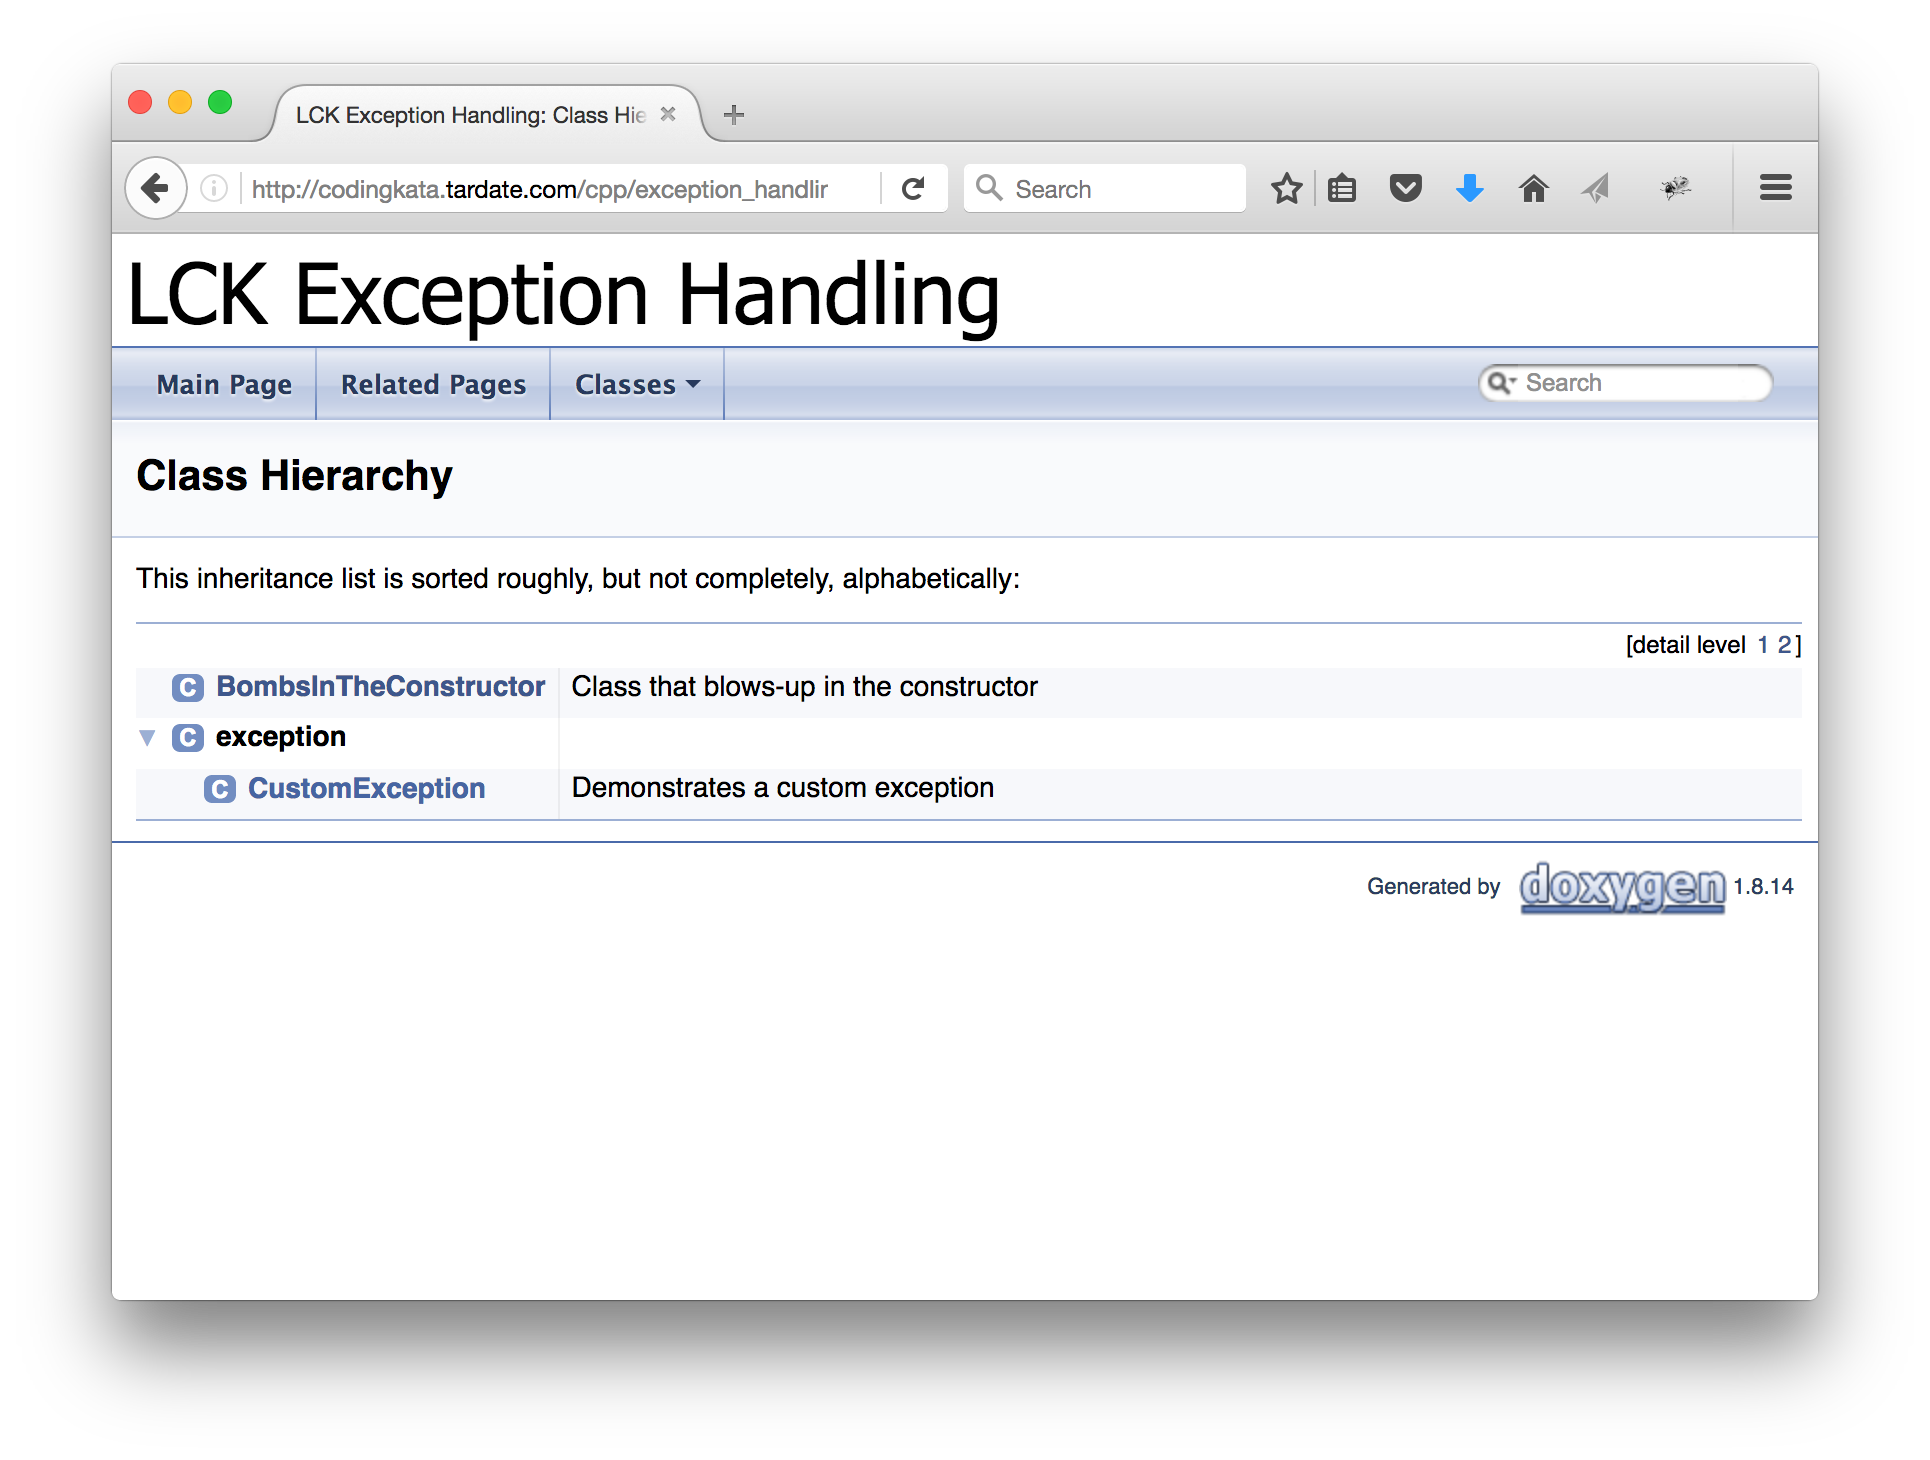 LCK Exception Handling: Class Hie
http://codingkata.tardate.com/cpp/exception_handlir
Search
LCK Exception Handling
Main Page
Related Pages
Classes
Search
Class Hierarchy
This inheritance list is sorted roughly, but not completely, alphabetically:
[detail level 1 2]
C BombsInTheConstructor Class that blows-up in the constructor
C exception
C CustomException Demonstrates a custom exception
Generated by doxygen 1.8.14